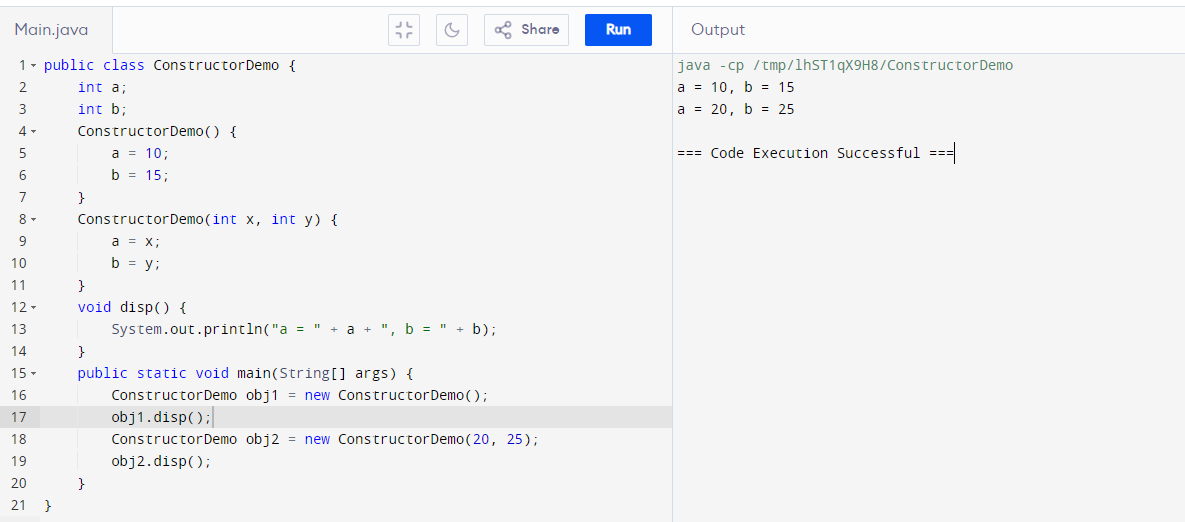 Main.java
Share
Run
Output
1 public class ConstructorDemo {
2     int a;
3     int b;
4     ConstructorDemo() {
5         a = 10;
6         b = 15;
7     }
8     ConstructorDemo(int x, int y) {
9         a = x;
10         b = y;
11     }
12     void disp() {
13         System.out.println("a = " + a + ", b = " + b);
14     }
15     public static void main(String[] args) {
16         ConstructorDemo obj1 = new ConstructorDemo();
17         obj1.disp();
18         ConstructorDemo obj2 = new ConstructorDemo(20, 25);
19         obj2.disp();
20     }
21 }
java -cp /tmp/lhST1qX9H8/ConstructorDemo
a = 10, b = 15
a = 20, b = 25
=== Code Execution Successful ===